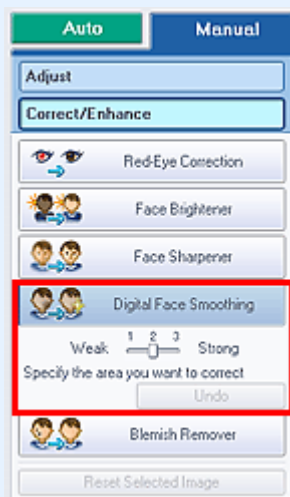 Auto Manual
Adjust
Correct/Enhance
Red-Eye Correction
Face Brightener
Face Sharpener
Digital Face Smoothing
1 2 3
Weak Strong
Specify the area you want to correct
Undo
Blemish Remover
Reset Selected Image